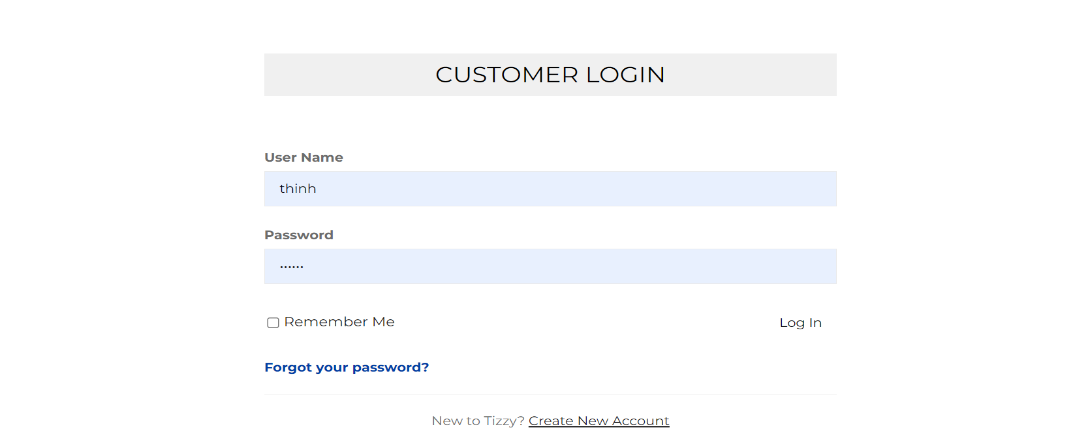 CUSTOMER LOGIN
User Name
thinh
Password
••••••
Remember Me
Log In
Forgot your password?
New to Tizzy? Create New Account